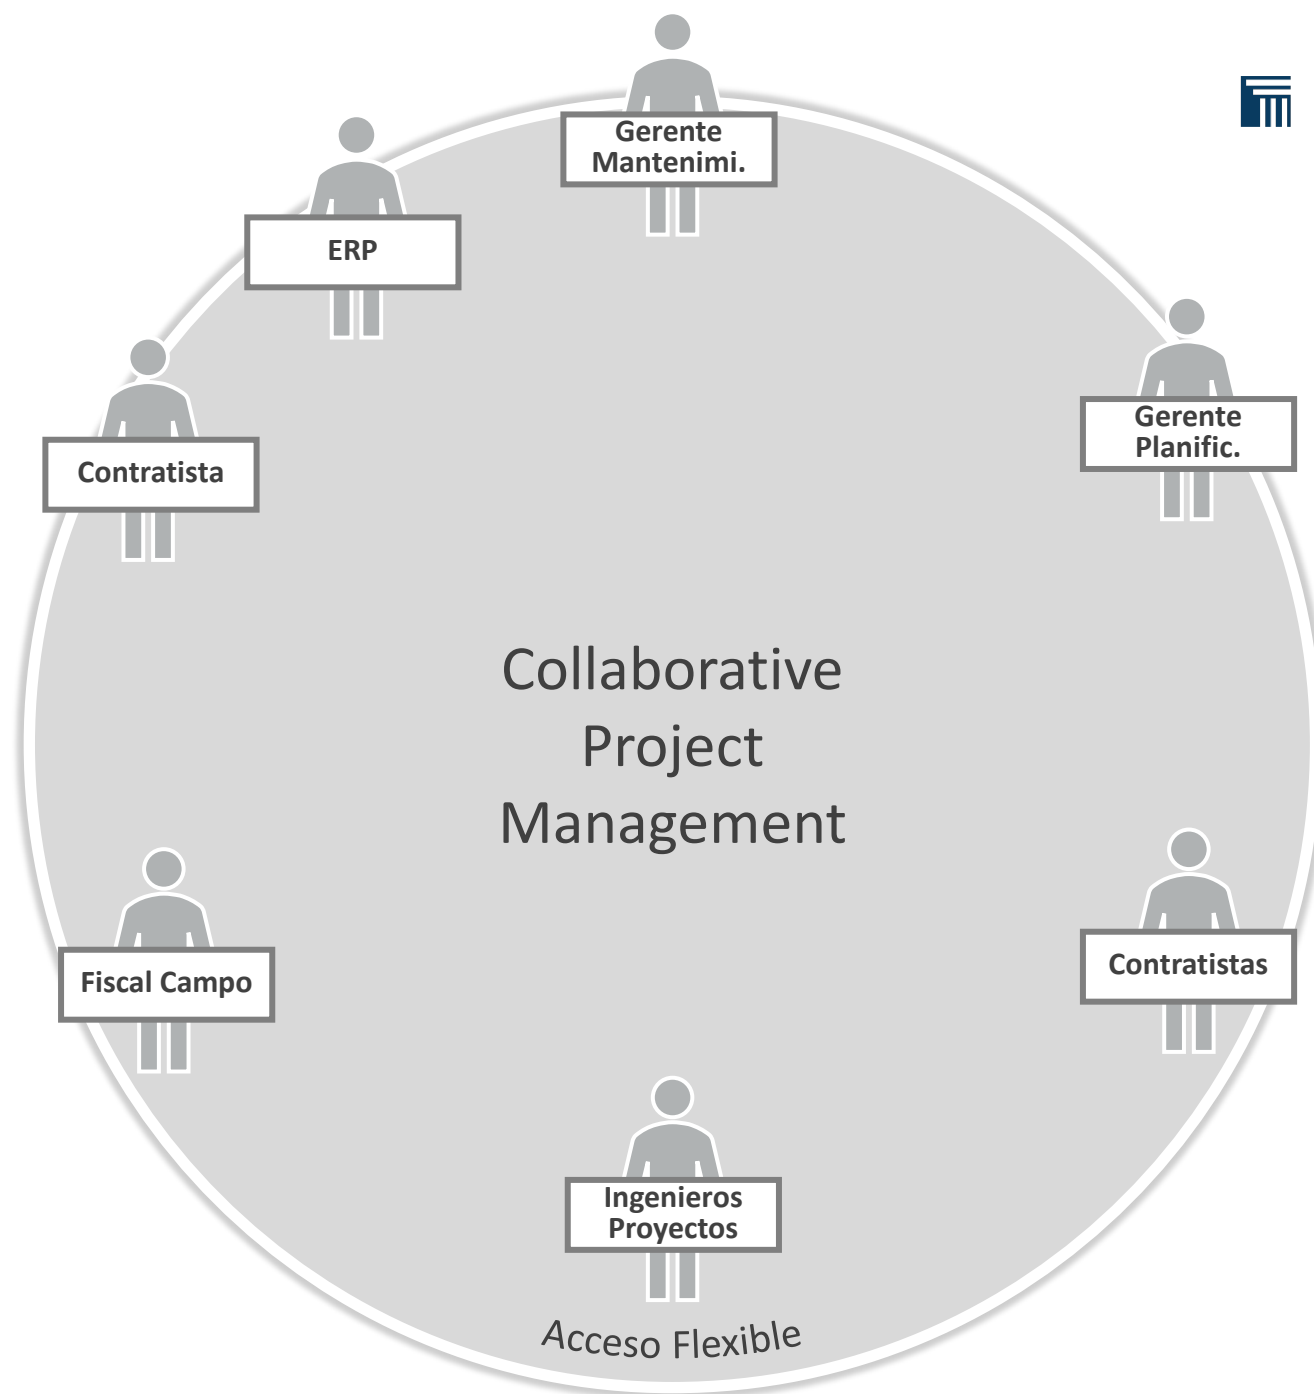 Gerente
Mantenimi.
ERP
Gerente
Planific.
Contratista
Collaborative
Project
Management
Fiscal Campo
Contratistas
Ingenieros
Proyectos
Acceso Flexible